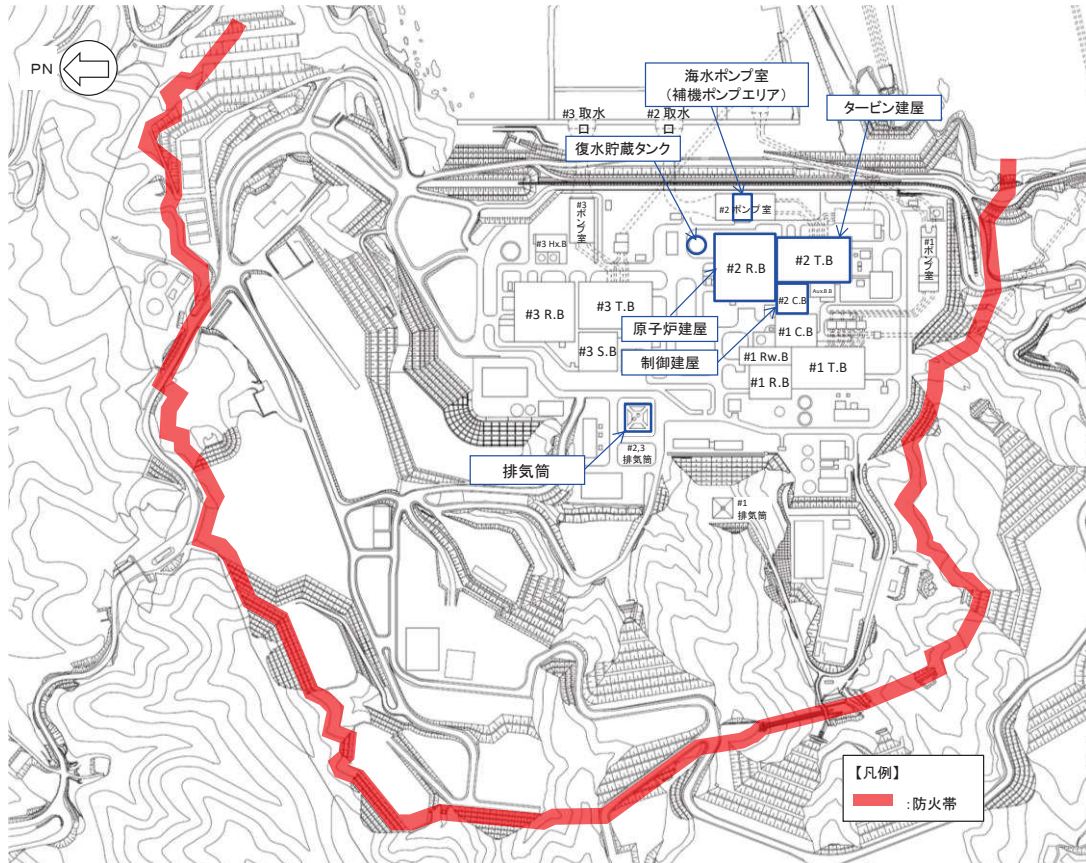 PN
海水ポンプ室
（補機ポンプエリア）
タービン建屋
#3 取水
#2 取水
復水貯蔵タンク
#3
ポンプ室
#2 ポンプ室
#1
ポンプ室
#3 Hx.B
#2 R.B
#2 T.B
Aux.B.B
#3 R.B
#3 T.B
#2 C.B
原子炉建屋
#1 C.B
#3 S.B
制御建屋
#1 Rw.B
#1 T.B
#1 R.B
#2,3
排気筒
排気筒
#1
排気筒
【凡例】
:防火帯